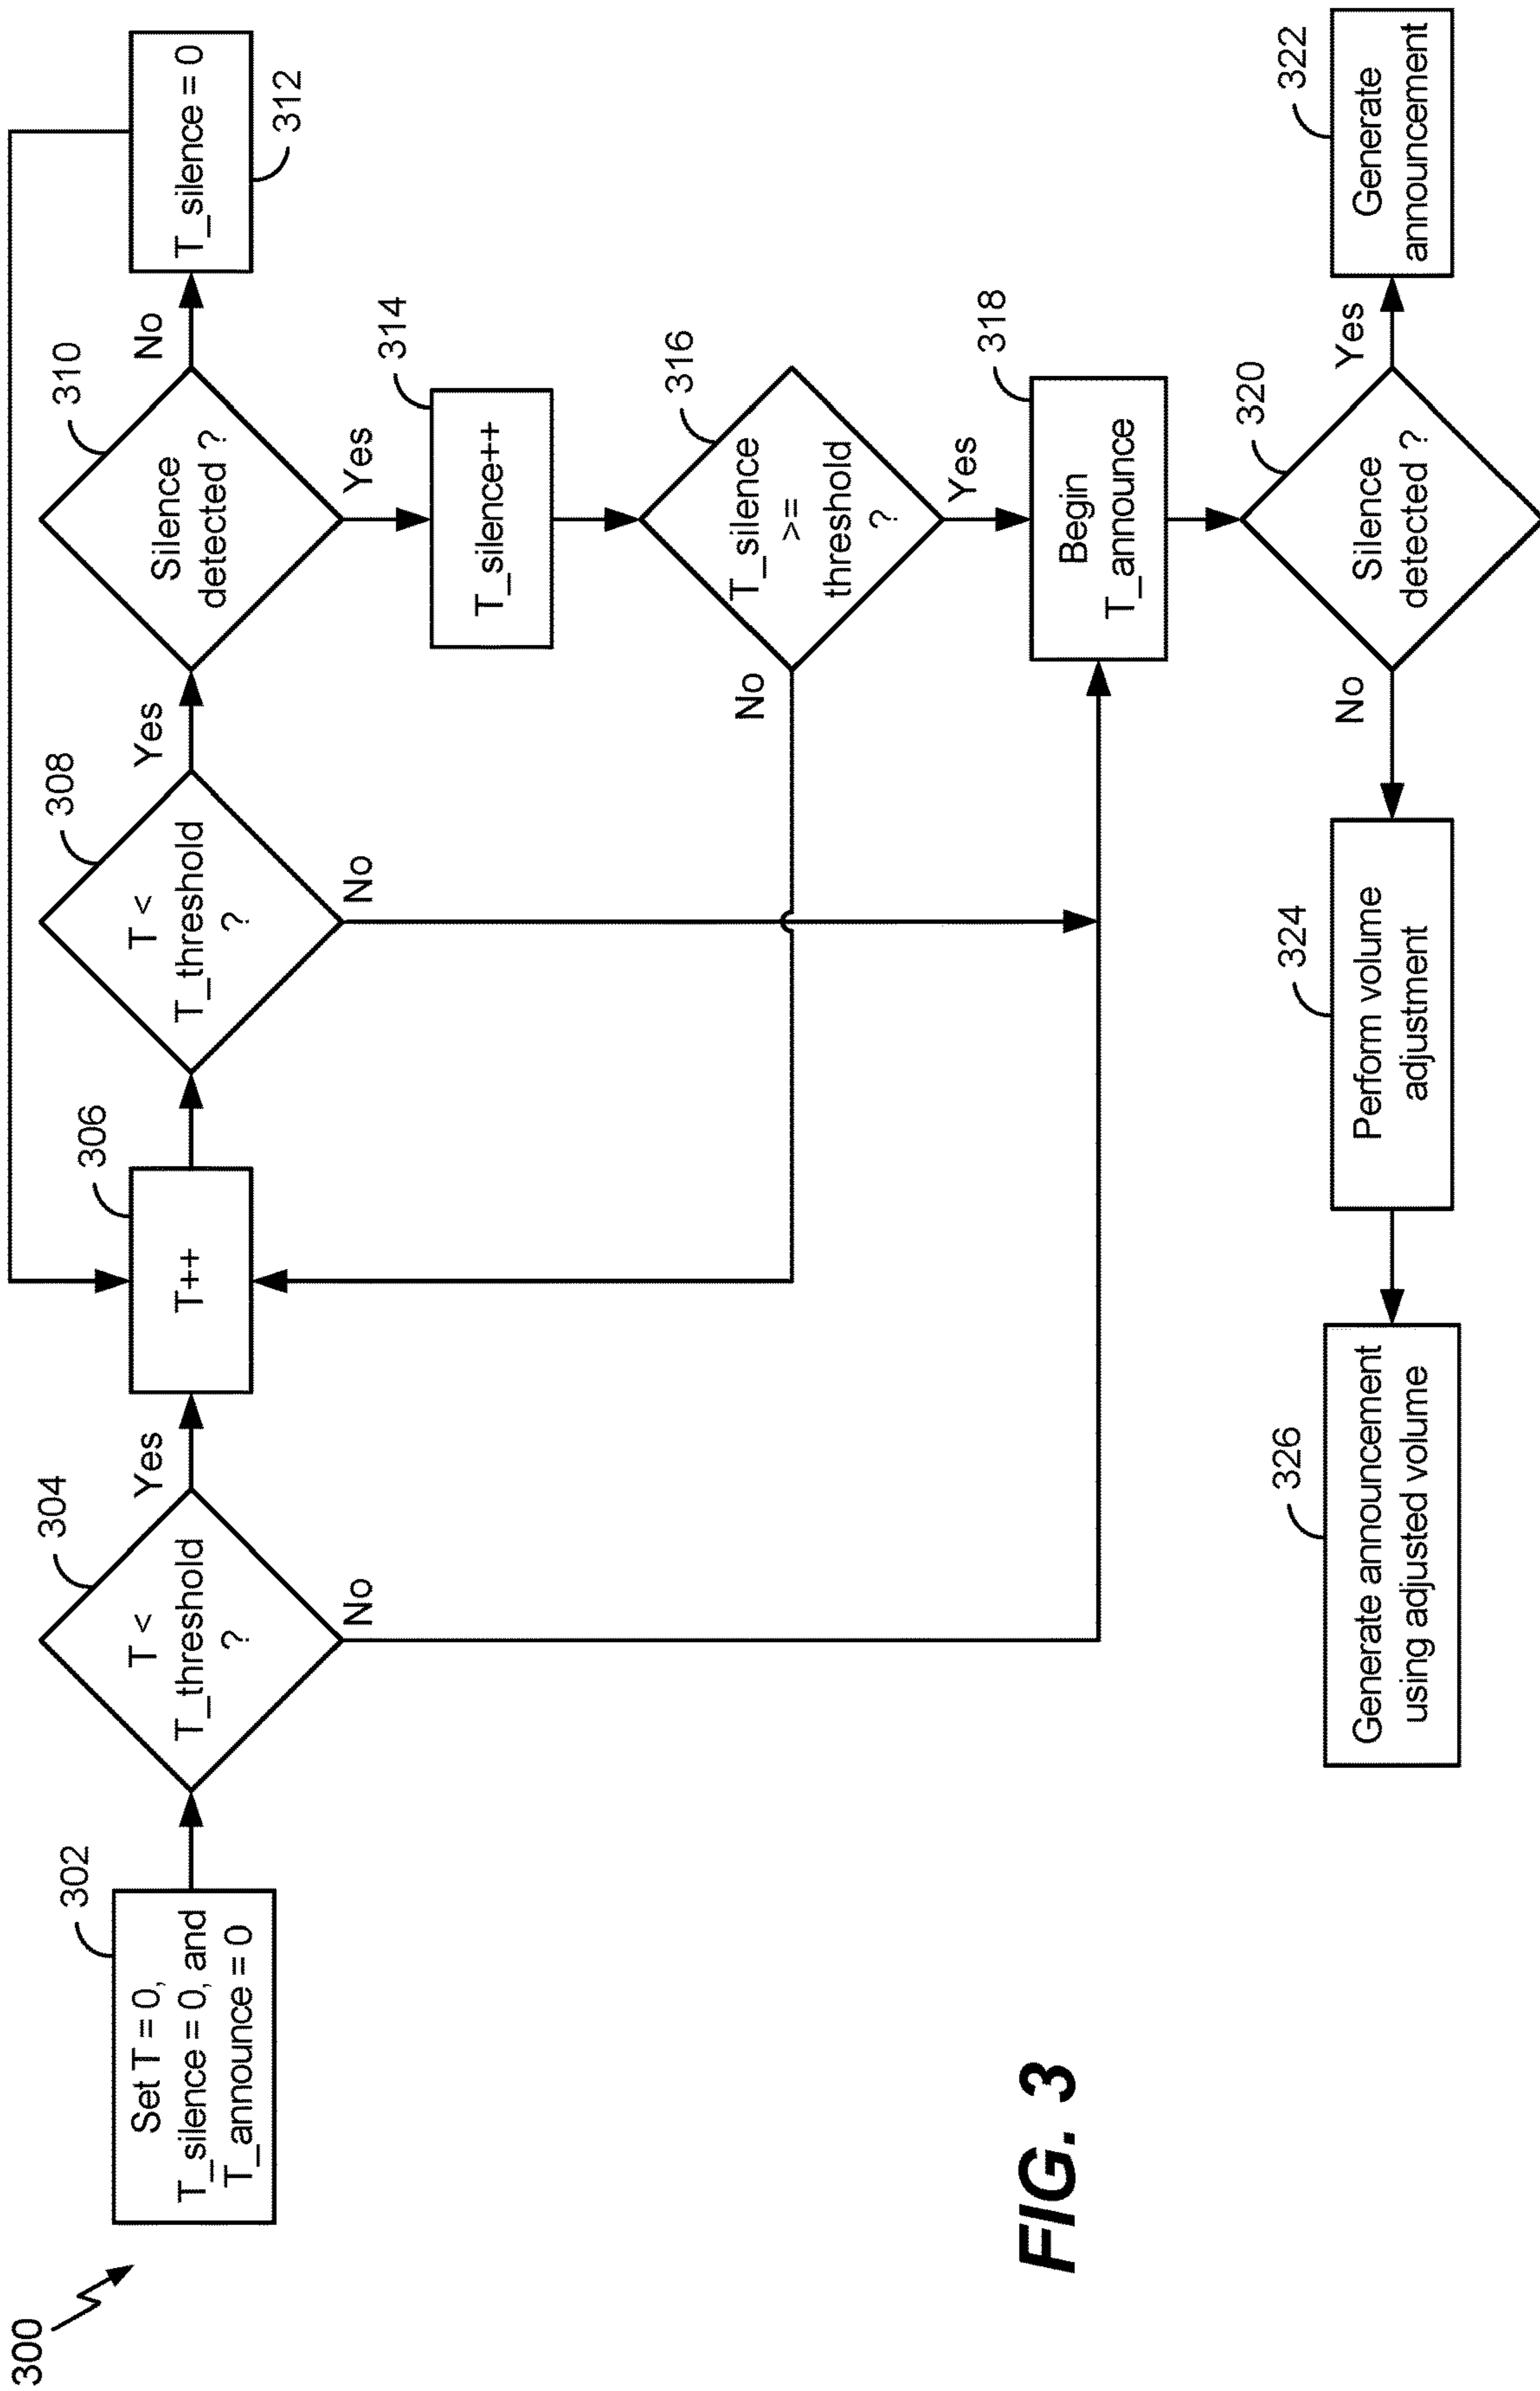 300
302
Set T = 0,
T_silence = 0, and
T_announce = 0
304
T <
T_threshold
?
Yes
No
306
T++
308
T <
T_threshold
?
Yes
No
310
Silence
detected ?
No
Yes
T_silence = 0
312
314
T_silence++
316
T_silence
>=
threshold
?
No
Yes
318
Begin
T_announce
320
Silence
detected ?
Yes
No
322
Generate
announcement
324
Perform volume
adjustment
326
Generate announcement
using adjusted volume
FIG. 3